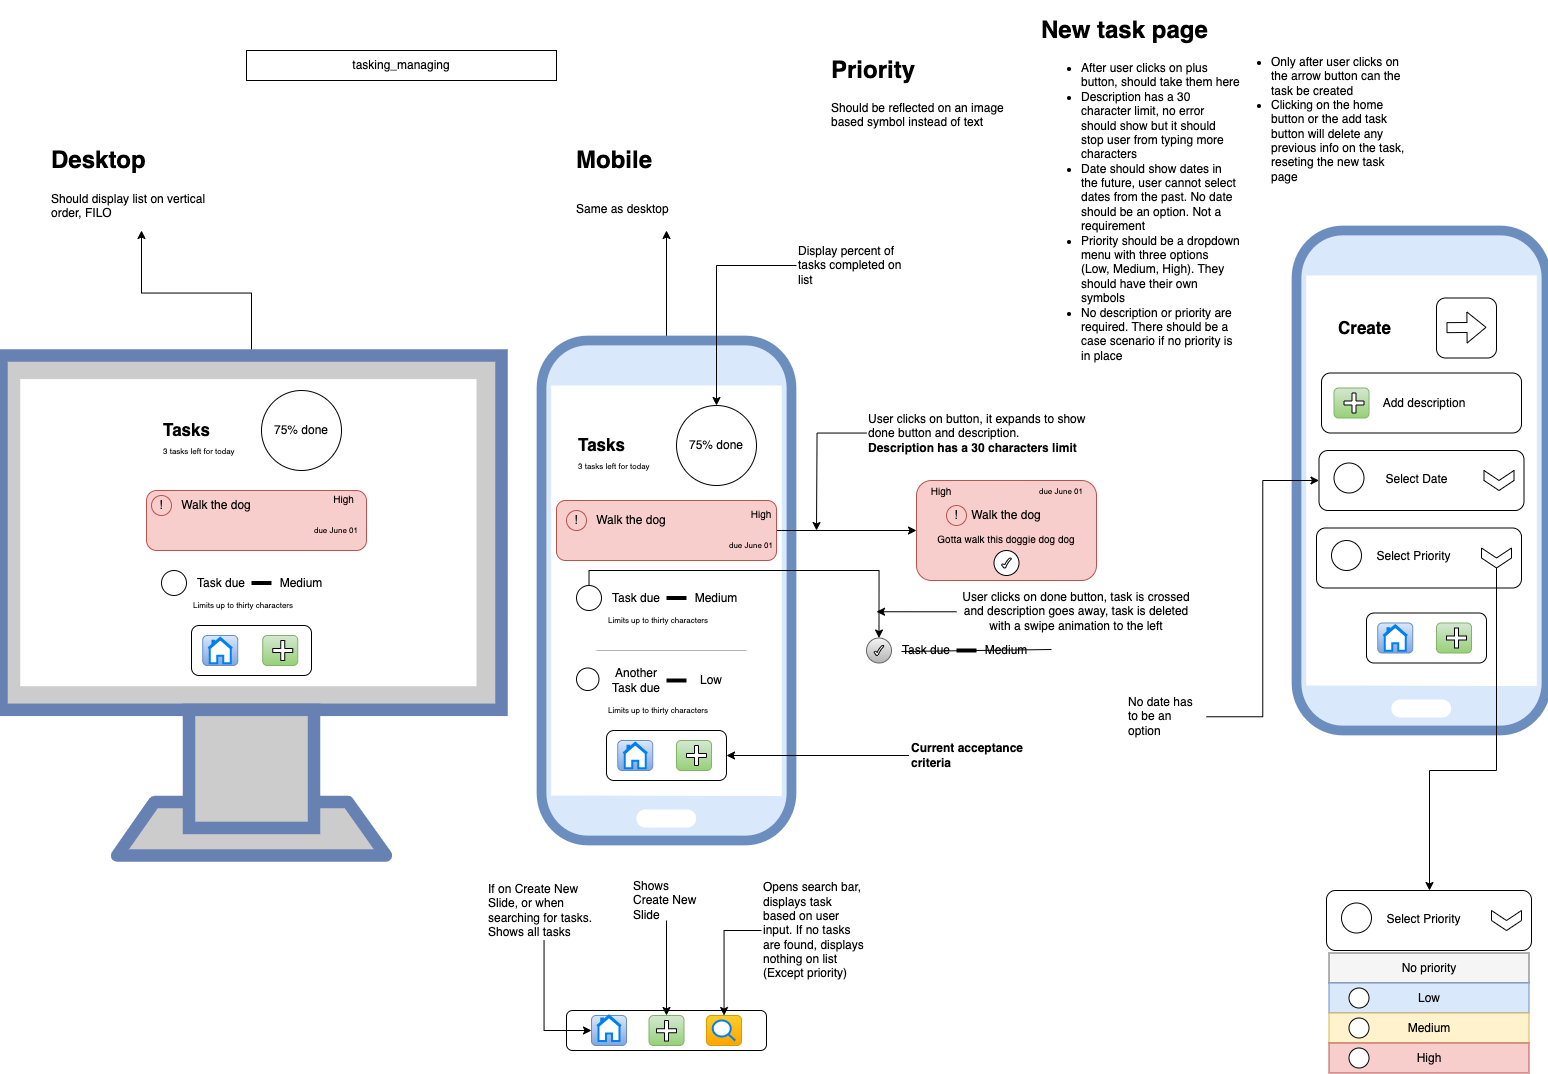 New task page
tasking_managing
Priority
Should be reflected on an image
based symbol instead of text
After user clicks on plus
button, should take them here
Description has a 30
character limit, no error
should show but it should
stop user from typing more
characters
Date should show dates in
the future, user cannot select
dates from the past. No date
should be an option. Not a
requirement
Priority should be a dropdown
menu with three options
(Low, Medium, High). They
should have their own
symbols
No description or priority are
required. There should be a
case scenario if no priority is
in place
Only after user clicks on
the arrow button can the
task be created
Clicking on the home
button or the add task
button will delete any
previous info on the task,
reseting the new task
page
Desktop
Should display list on vertical
order, FILO
Mobile
Same as desktop
Display percent of
tasks completed on
list
Tasks
3 tasks left for today
75% done
! Walk the dog
High
due June 01
Task due
Medium
Limits up to thirty characters
Tasks
3 tasks left for today
75% done
! Walk the dog
High
due June 01
Task due
Medium
Limits up to thirty characters
Another
Task due
Low
Limits up to thirty characters
User clicks on button, it expands to show
done button and description.
Description has a 30 characters limit
High
due June 01
! Walk the dog
Gotta walk this doggie dog dog
User clicks on done button, task is crossed
and description goes away, task is deleted
with a swipe animation to the left
Task due
Medium
Current acceptance
criteria
Create
Add description
Select Date
Select Priority
No date has
to be an
option
If on Create New
Slide, or when
searching for tasks.
Shows all tasks
Shows
Create New
Slide
Opens search bar,
displays task
based on user
input. If no tasks
are found, displays
nothing on list
(Except priority)
Select Priority
No priority
Low
Medium
High